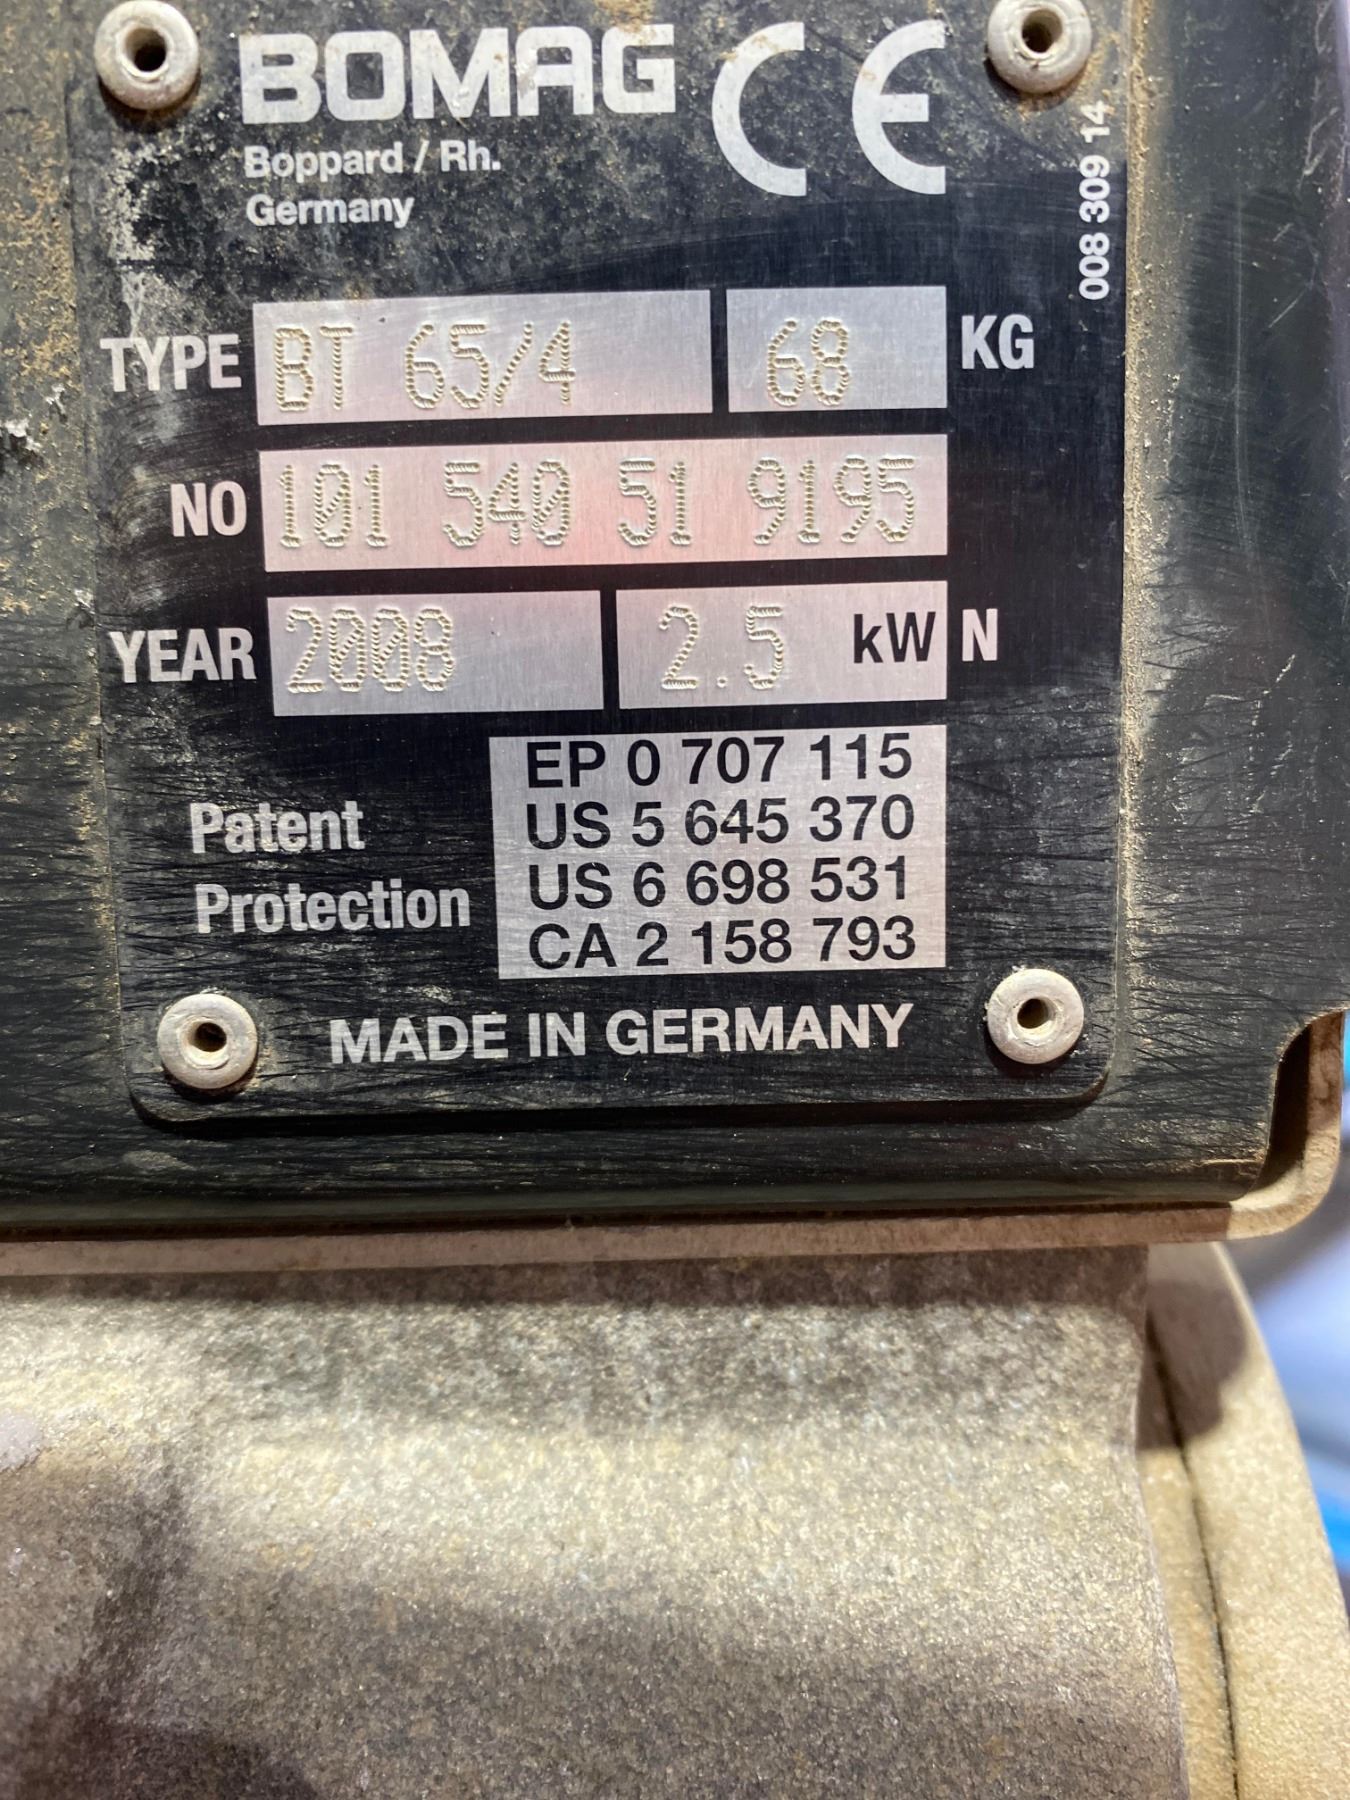 BOMAG CE
Boppard / Rh.
Germany
008 309 14
TYPE BT 65/4 68 KG
NO 101 540 51 9195
YEAR 2008 2.5 kW N
Patent
Protection
EP 0 707 115
US 5 645 370
US 6 698 531
CA 2 158 793
MADE IN GERMANY